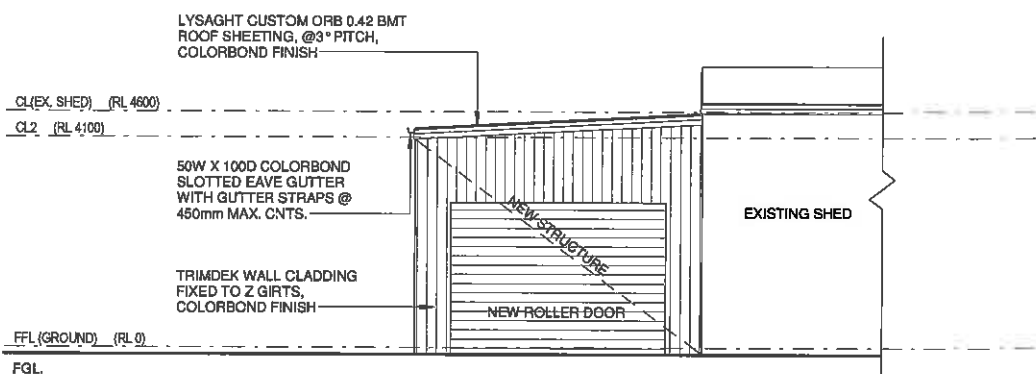 LYSAGHT CUSTOM ORB 0.42 BMT
ROOF SHEETING, @3° PITCH,
COLORBOND FINISH
CL(EX. SHED) (RL 4600)
CL2 (RL 4100)
50W X 100D COLORBOND
SLOTTED EAVE GUTTER
WITH GUTTER STRAPS @
450mm MAX. CNTS.
EXISTING SHED
NEW STRUCTURE
TRIMDEK WALL CLADDING
FIXED TO Z GIRTS,
COLORBOND FINISH
NEW ROLLER DOOR
FFL (GROUND) (RL 0)
FGL.